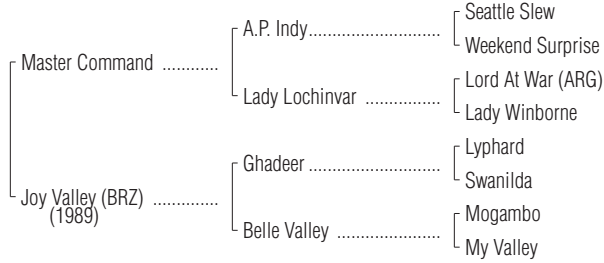 Seattle Slew
A.P. Indy
Weekend Surprise
Master Command
Lord At War (ARG)
Lady Lochinvar
Lady Winborne
Lyphard
Ghadeer
Swanilda
Joy Valley (BRZ)
(1989)
Mogambo
Belle Valley
My Valley